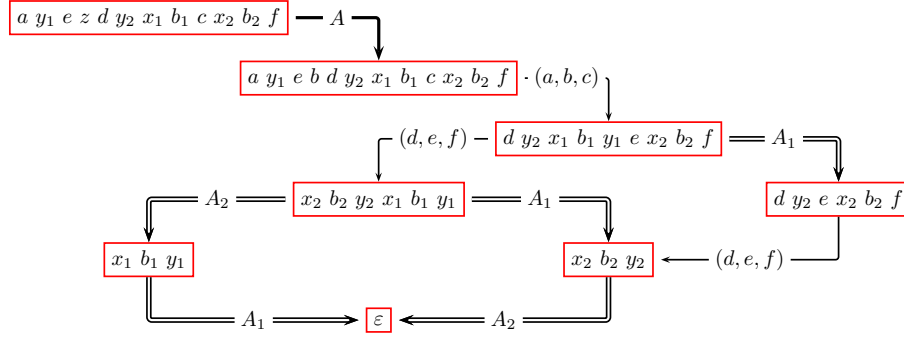 a y₁ e z d y₂ x₁ b₁ c x₂ b₂ f A
a y₁ e b d y₂ x₁ b₁ c x₂ b₂ f (a, b, c)
(d, e, f) d y₂ x₁ b₁ y₁ e x₂ b₂ f A₁
A₂ x₂ b₂ y₂ x₁ b₁ y₁ A₁ d y₂ e x₂ b₂ f
x₁ b₁ y₁ x₂ b₂ y₂ (d, e, f)
A₁ ε A₂